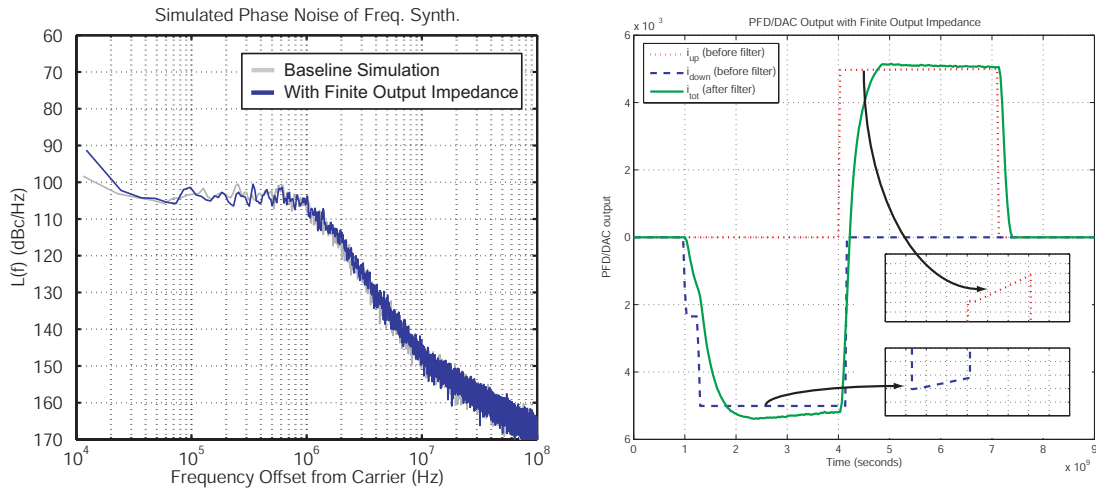 Simulated Phase Noise of Freq. Synth.
60
70
80
90
100
110
120
130
140
150
160
170
L(f) (dBc/Hz)
Baseline Simulation
With Finite Output Impedance
10^4
10^5
10^6
10^7
10^8
Frequency Offset from Carrier (Hz)
PFD/DAC Output with Finite Output Impedance
x 10^3
6
4
2
0
2
4
6
PFD/DAC output
i_up (before filter)
i_down (before filter)
i_tot (after filter)
0
1
2
3
4
5
6
7
8
9
Time (seconds)
x 10^9